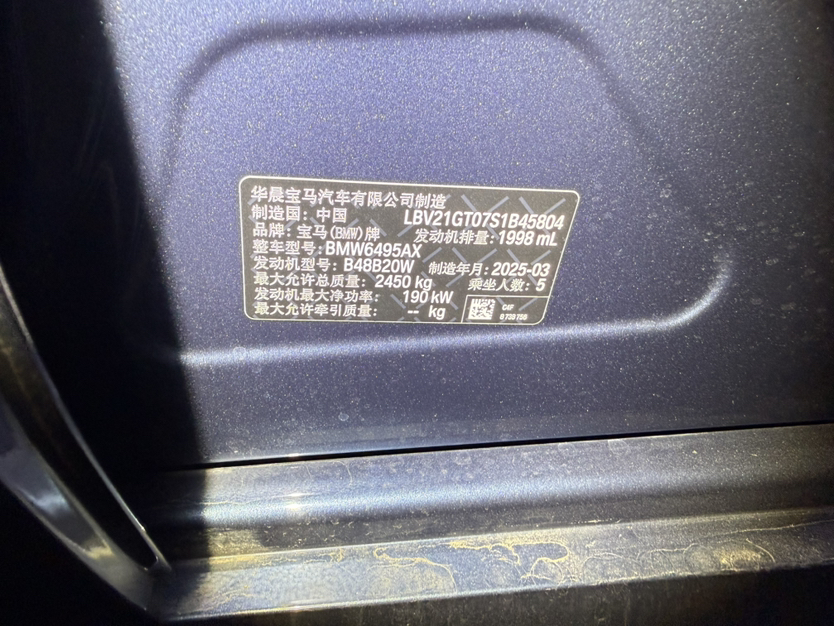 华晨宝马汽车有限公司制造
制造国: 中国 LBV21GT07S1B45804
品牌: 宝马(BMW)牌 发动机排量: 1998 mL
整车型号: BMW6495AX
发动机型号: B48B20W 制造年月: 2025-03
最大允许总质量: 2450 kg 乘坐人数: 5
发动机最大净功率: 190 kW
最大允许牵引质量: -- kg